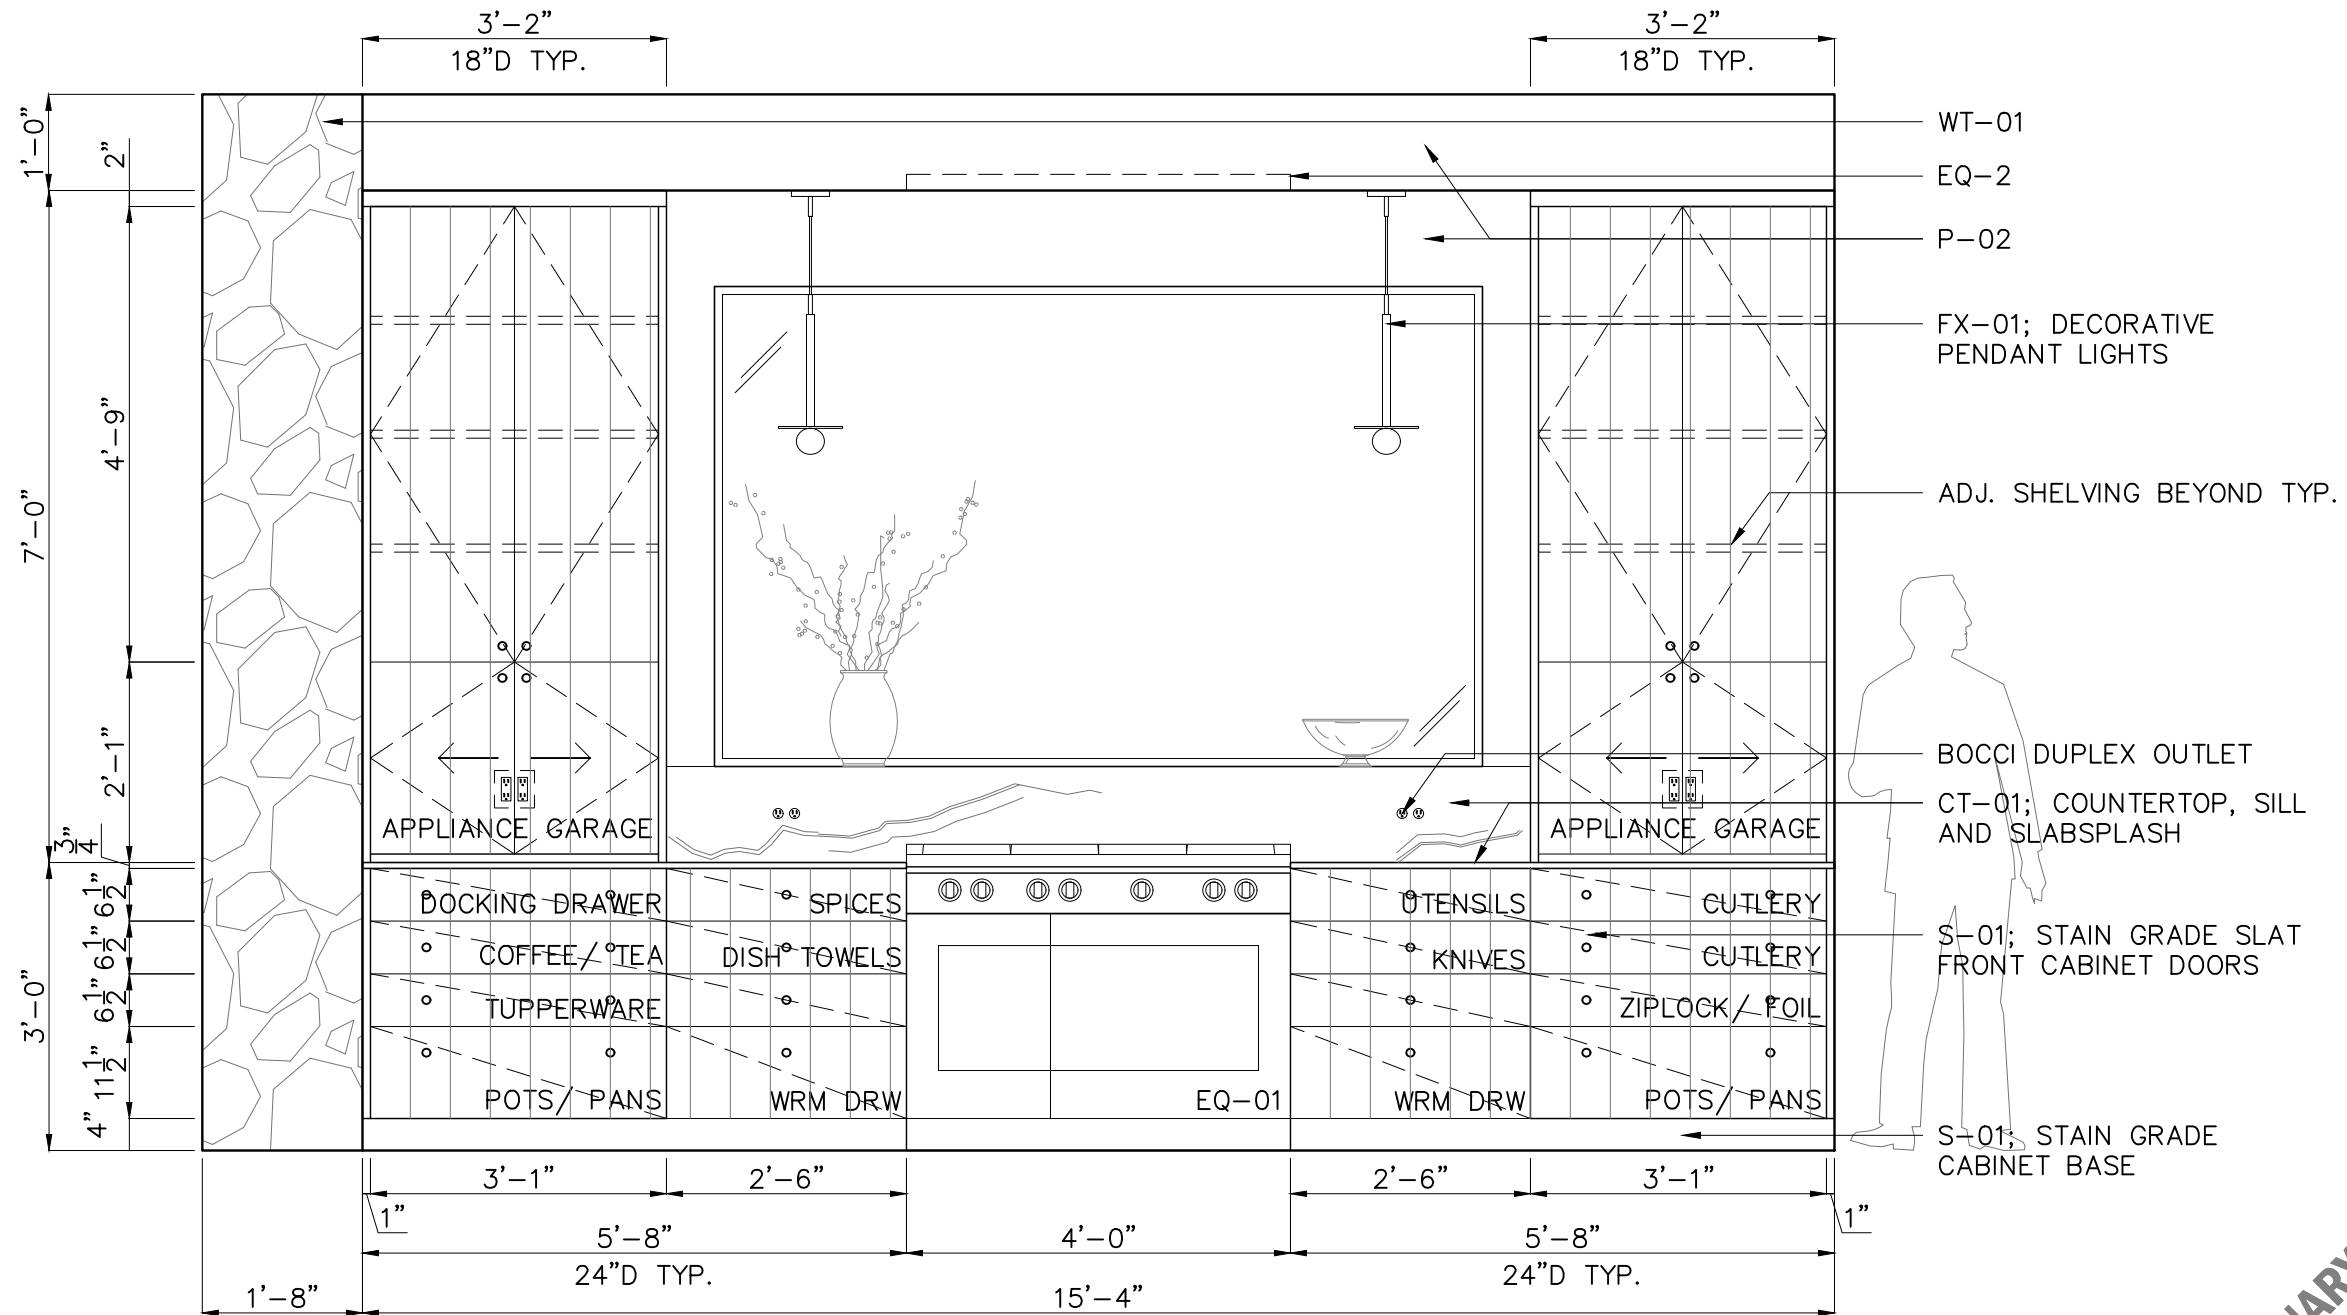 3'-2"
18"D TYP.
3'-2"
18"D TYP.
1'-0"
2"
7'-0"
4'-9"
2'-1"
3/4"
3'-0"
6 1/2"
6 1/2"
6 1/2"
11 1/2"
4"
WT-01
EQ-2
P-02
FX-01; DECORATIVE
PENDANT LIGHTS
ADJ. SHELVING BEYOND TYP.
BOCCI DUPLEX OUTLET
CT-01; COUNTERTOP, SILL
AND SLABSPLASH
S-01; STAIN GRADE SLAT
FRONT CABINET DOORS
S-01; STAIN GRADE
CABINET BASE
APPLIANCE GARAGE
APPLIANCE GARAGE
DOCKING DRAWER
SPICES
UTENSILS
CUTLERY
COFFEE/ TEA
DISH TOWELS
KNIVES
CUTLERY
TUPPERWARE
ZIPLOCK/ FOIL
POTS/ PANS
WRM DRW
EQ-01
WRM DRW
POTS/ PANS
3'-1"
2'-6"
2'-6"
3'-1"
1"
1"
5'-8"
4'-0"
5'-8"
24"D TYP.
24"D TYP.
1'-8"
15'-4"